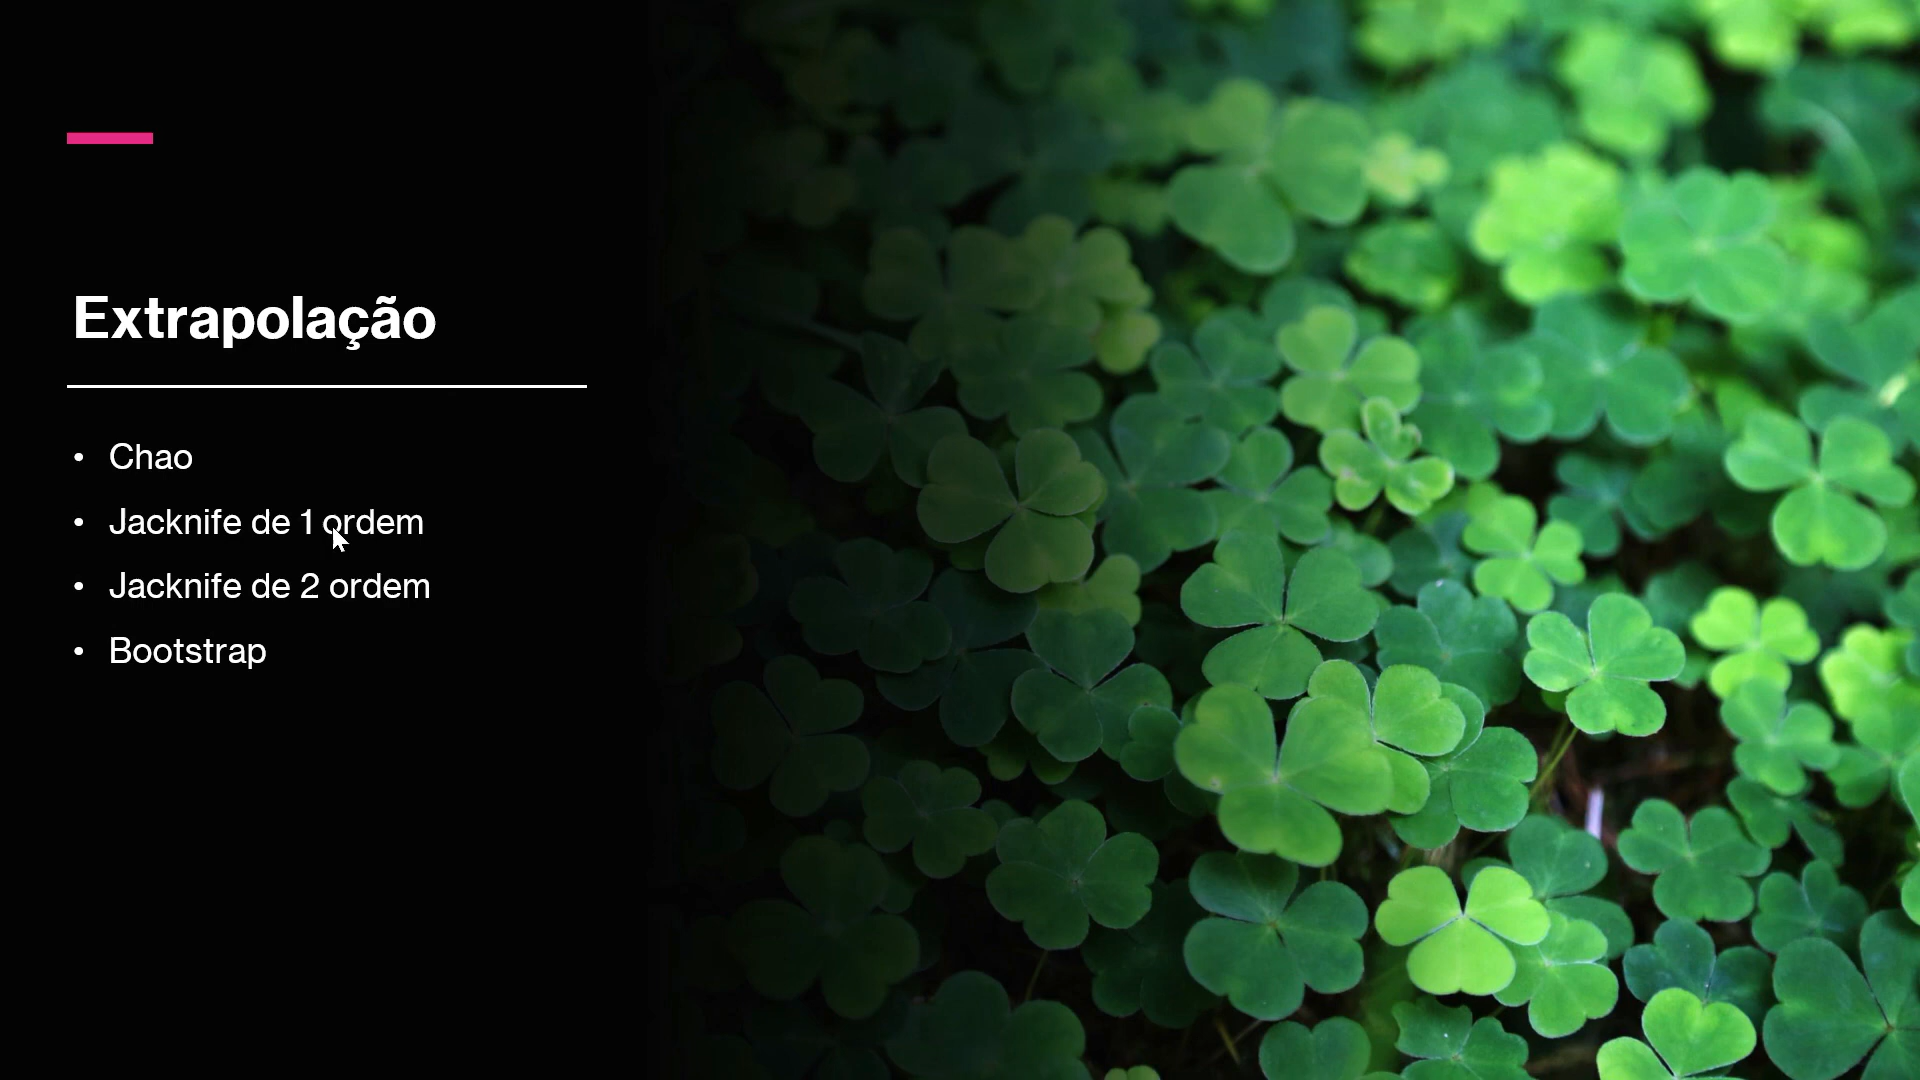 Extrapolação
• Chao
• Jacknife de 1 ordem
• Jacknife de 2 ordem
• Bootstrap